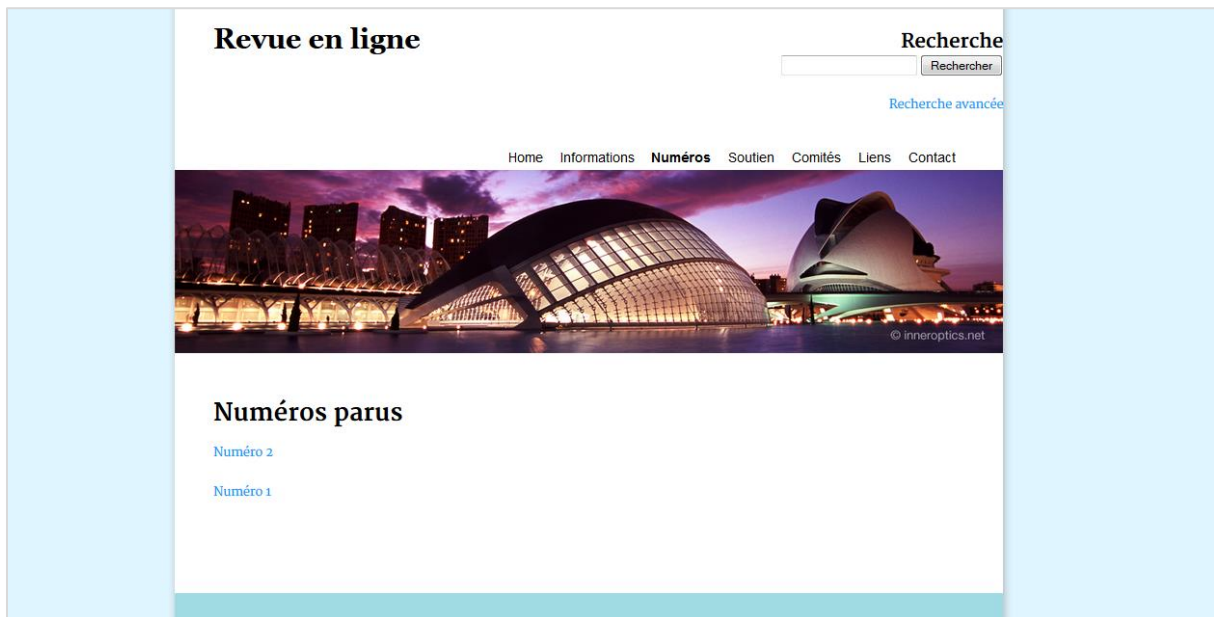 Revue en ligne
Recherche
Rechercher
Recherche avancée
Home Informations Numéros Soutien Comités Liens Contact
© inneroptics.net
Numéros parus
Numéro 2
Numéro 1